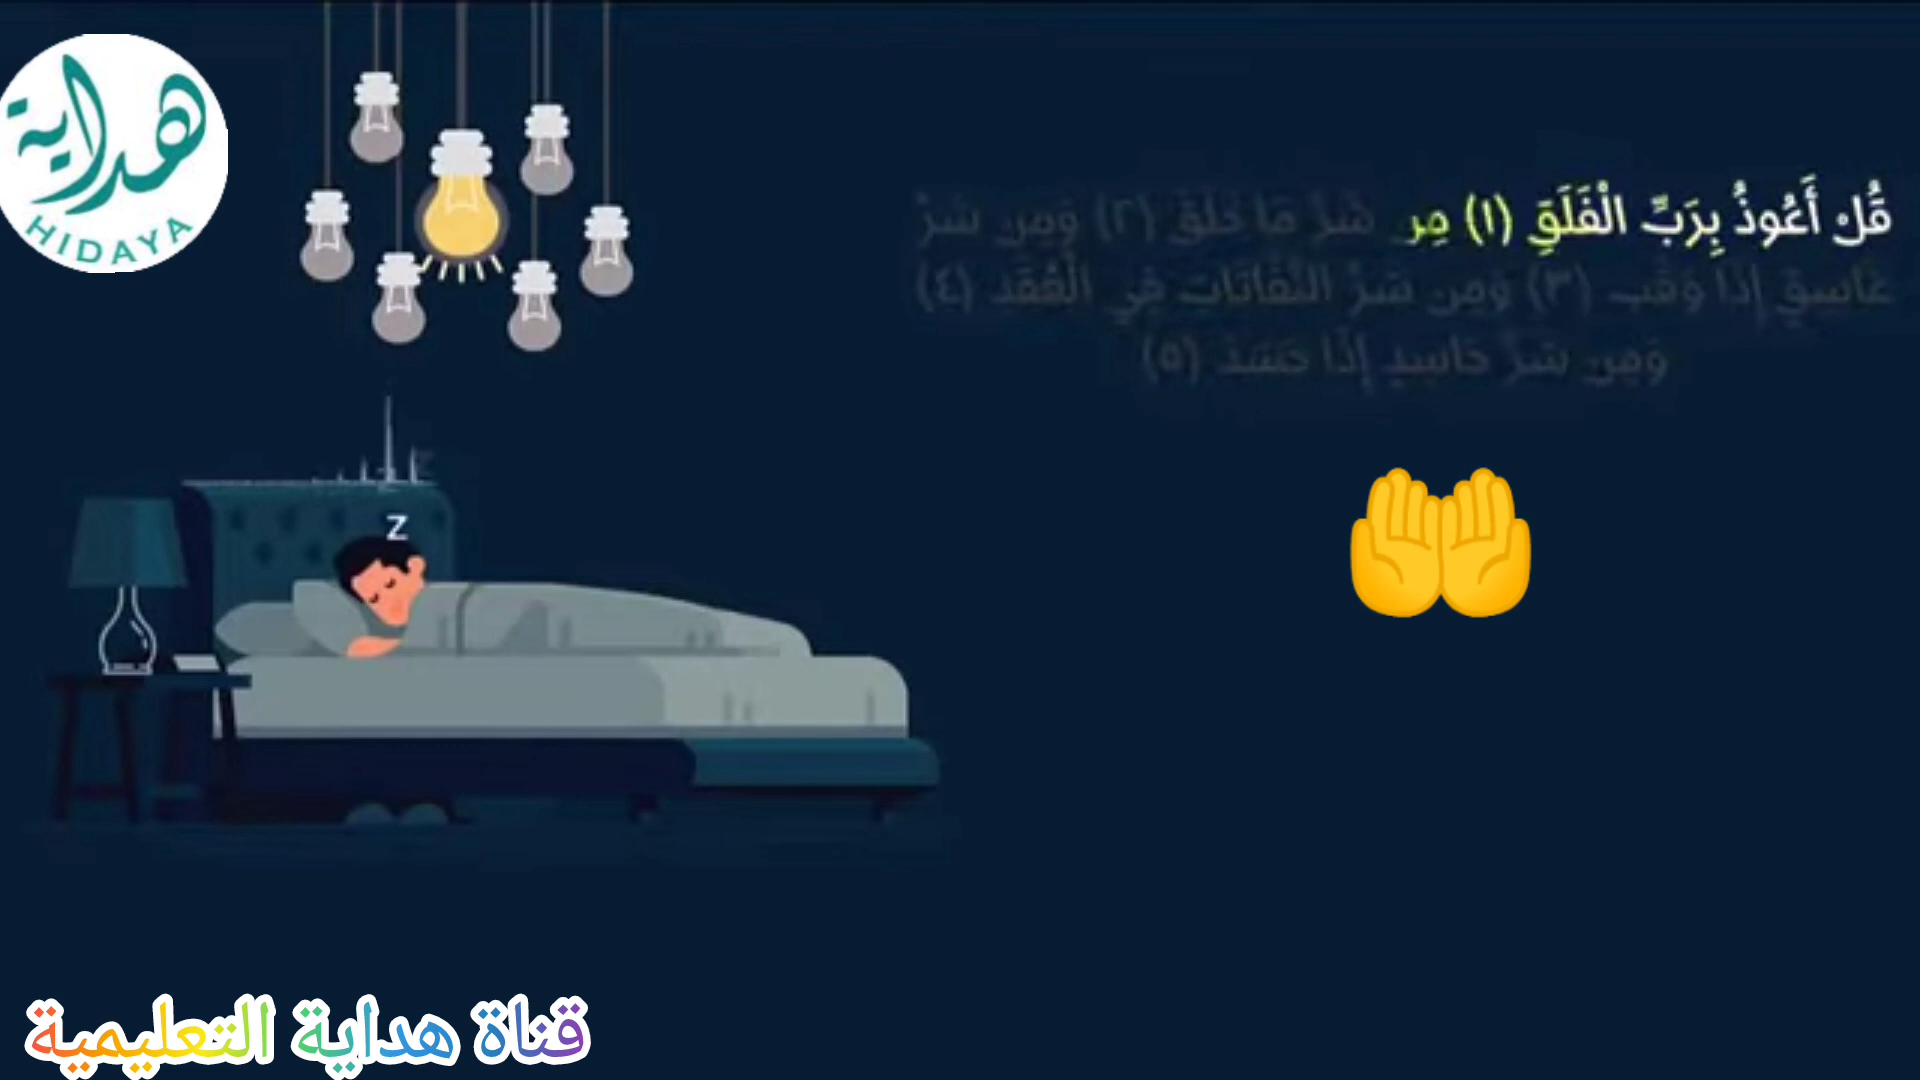 هداية
HIDAYA
قُلْ أَعُوذُ بِرَبِّ الْفَلَقِ (١) مِن شَرِّ مَا خَلَقَ (٢) وَمِن شَرِّ
غَاسِقٍ إِذَا وَقَبَ (٣) وَمِن شَرِّ النَّفَّاثَاتِ فِي الْعُقَدِ (٤)
وَمِن شَرِّ حَاسِدٍ إِذَا حَسَدَ (٥)
Z
قناة هداية التعليمية